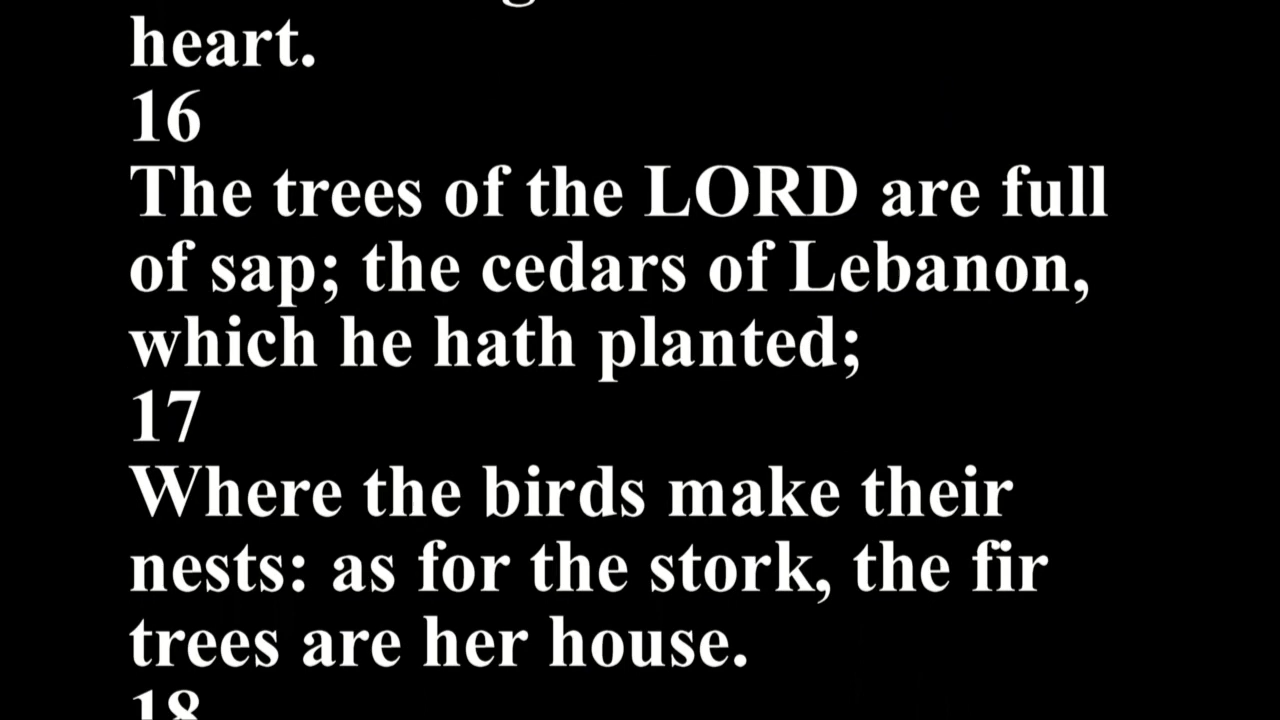 heart.
16
The trees of the LORD are full
of sap; the cedars of Lebanon,
which he hath planted;
17
Where the birds make their
nests: as for the stork, the fir
trees are her house.
18